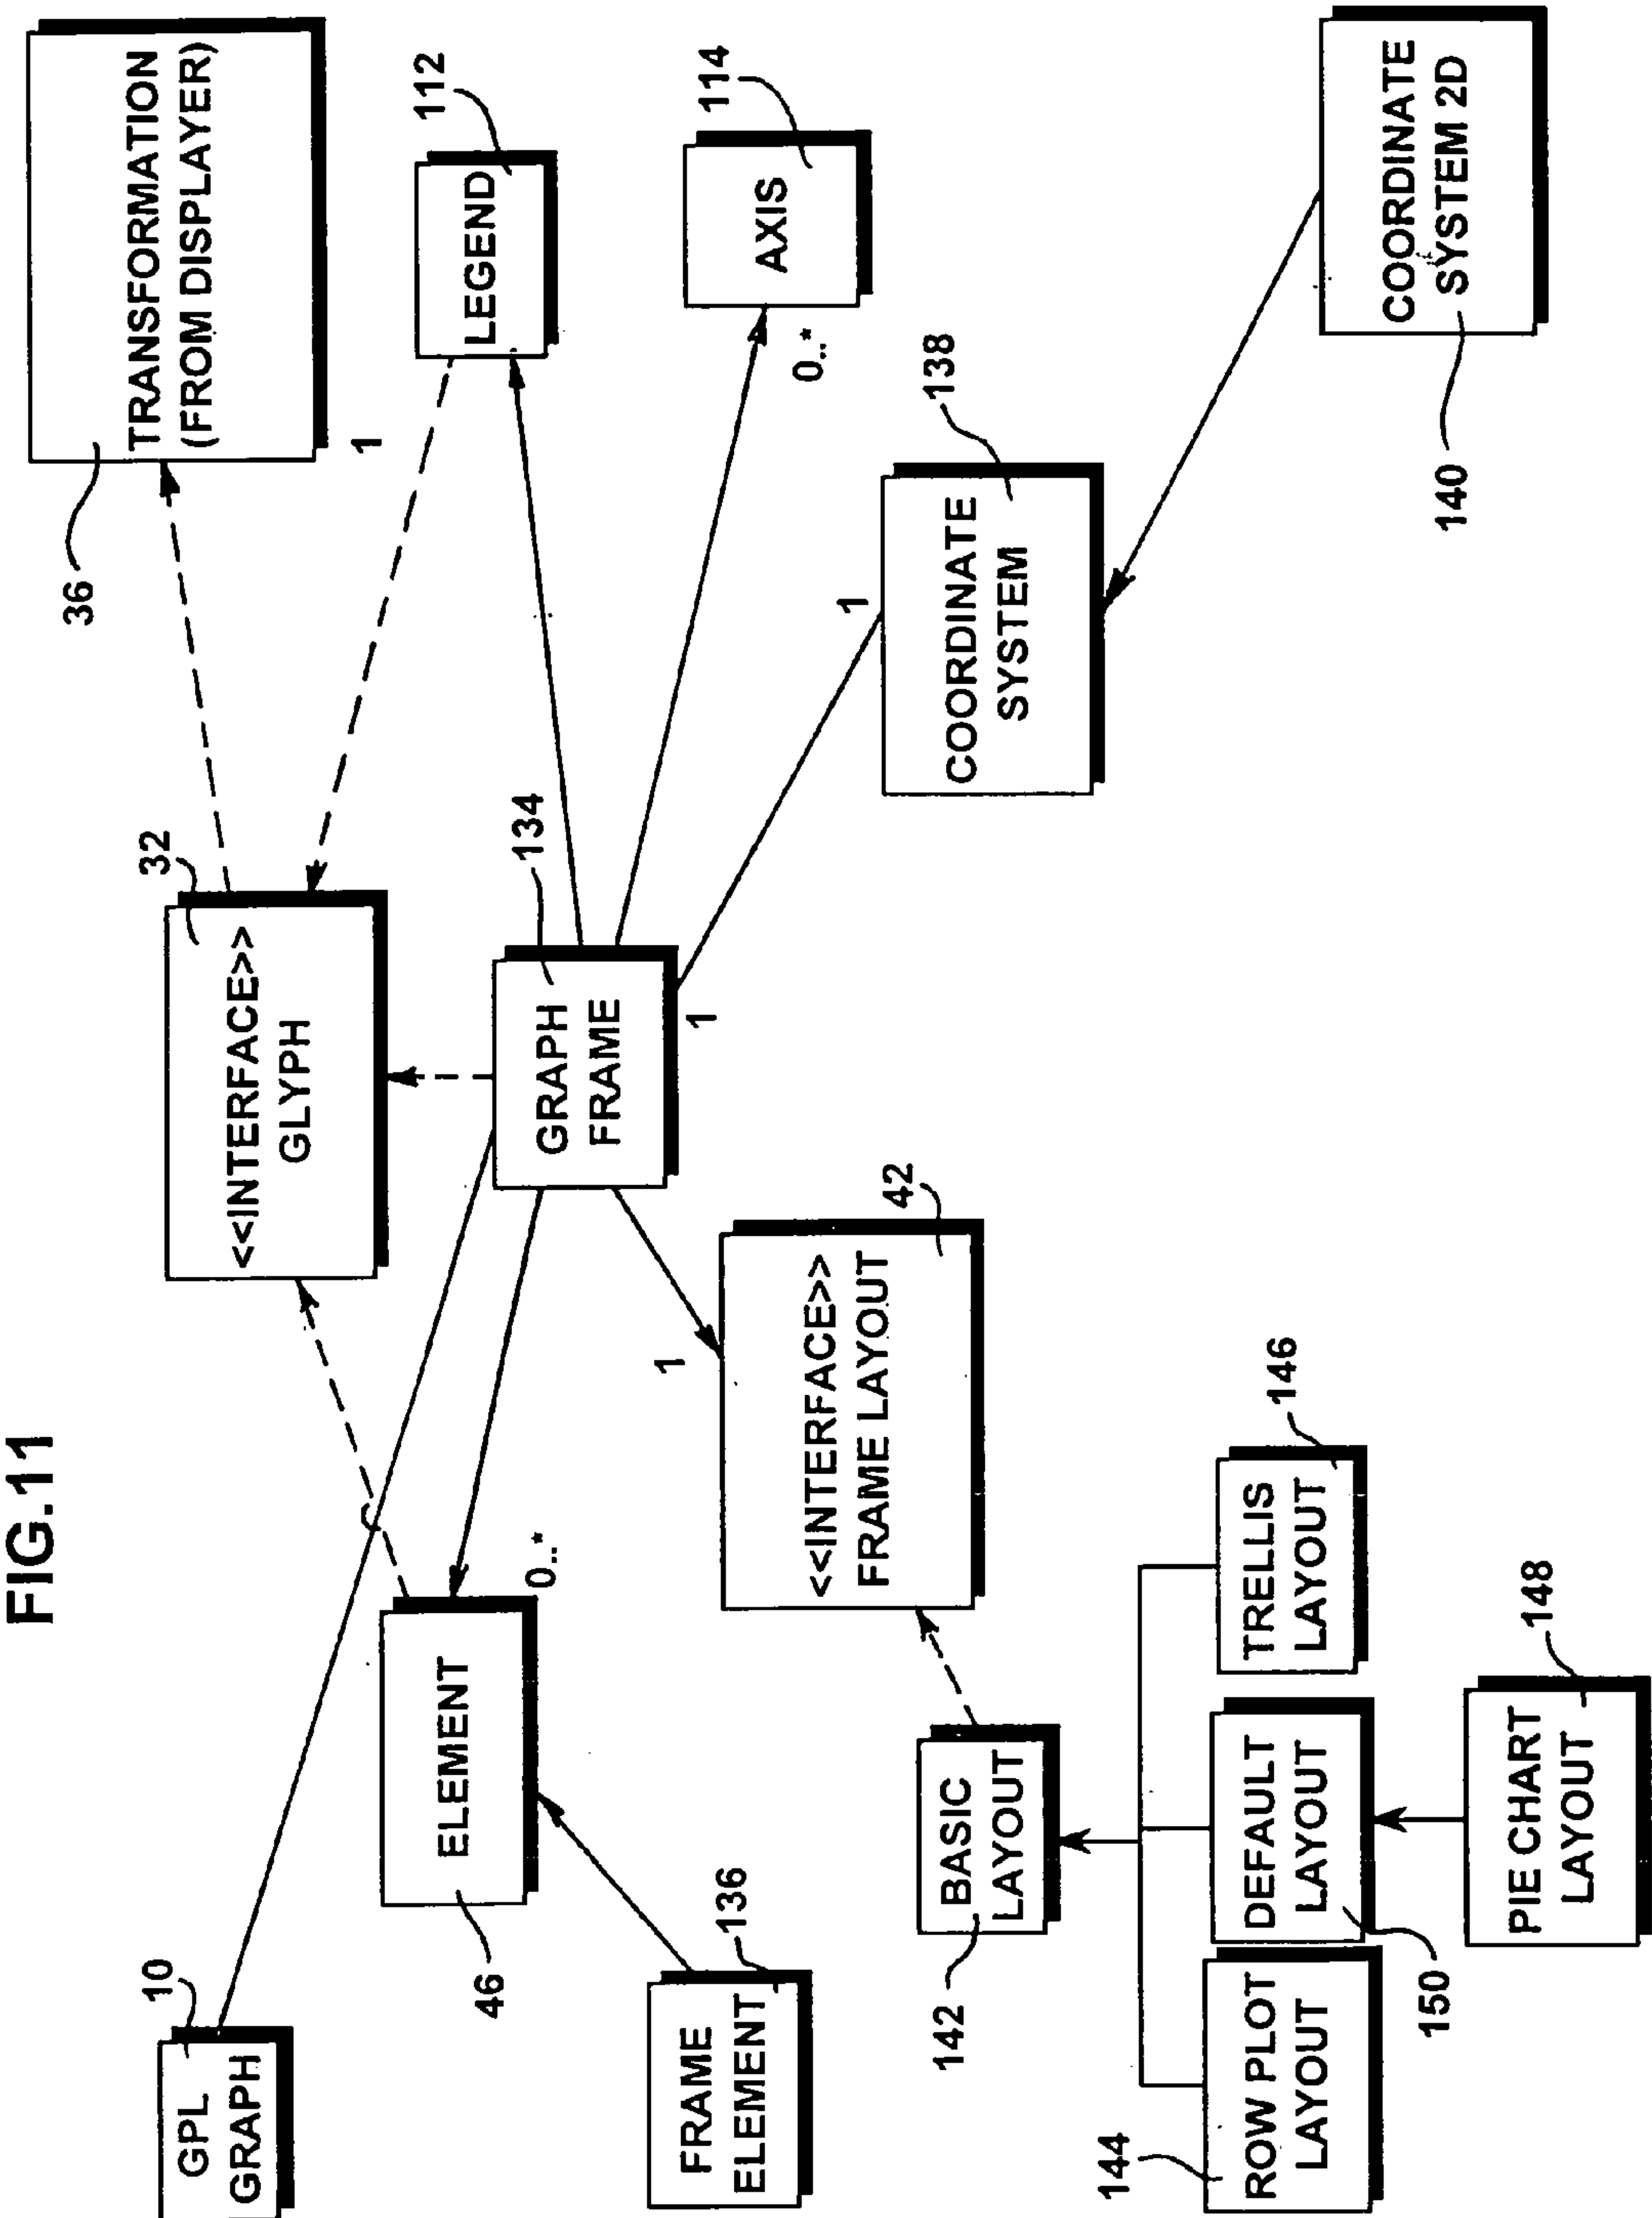 FIG.11
10
GPL
GRAPH
32
<<INTERFACE>>
GLYPH
36
TRANSFORMATION
(FROM DISPLAYER)
1
46
ELEMENT
0..*
134
GRAPH
FRAME
1
112
LEGEND
114
AXIS
0..*
136
FRAME
ELEMENT
1
42
<<INTERFACE>>
FRAME LAYOUT
1
138
COORDINATE
SYSTEM
142
BASIC
LAYOUT
140
COORDINATE
SYSTEM 2D
144
ROW PLOT
LAYOUT
150
DEFAULT
LAYOUT
146
TRELLIS
LAYOUT
148
PIE CHART
LAYOUT